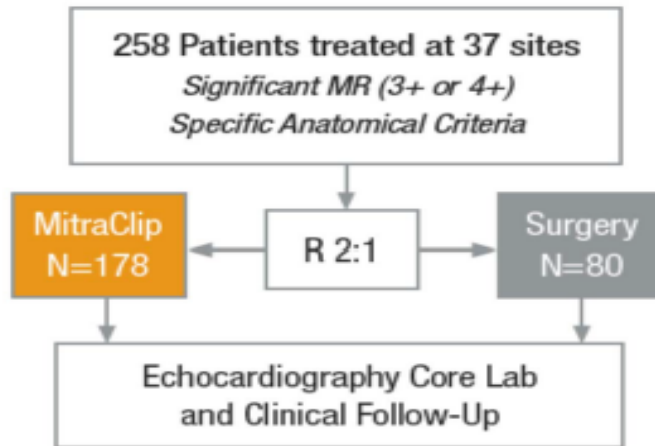 258 Patients treated at 37 sites
Significant MR (3+ or 4+)
Specific Anatomical Criteria
MitraClip
N=178
R 2:1
Surgery
N=80
Echocardiography Core Lab
and Clinical Follow-Up